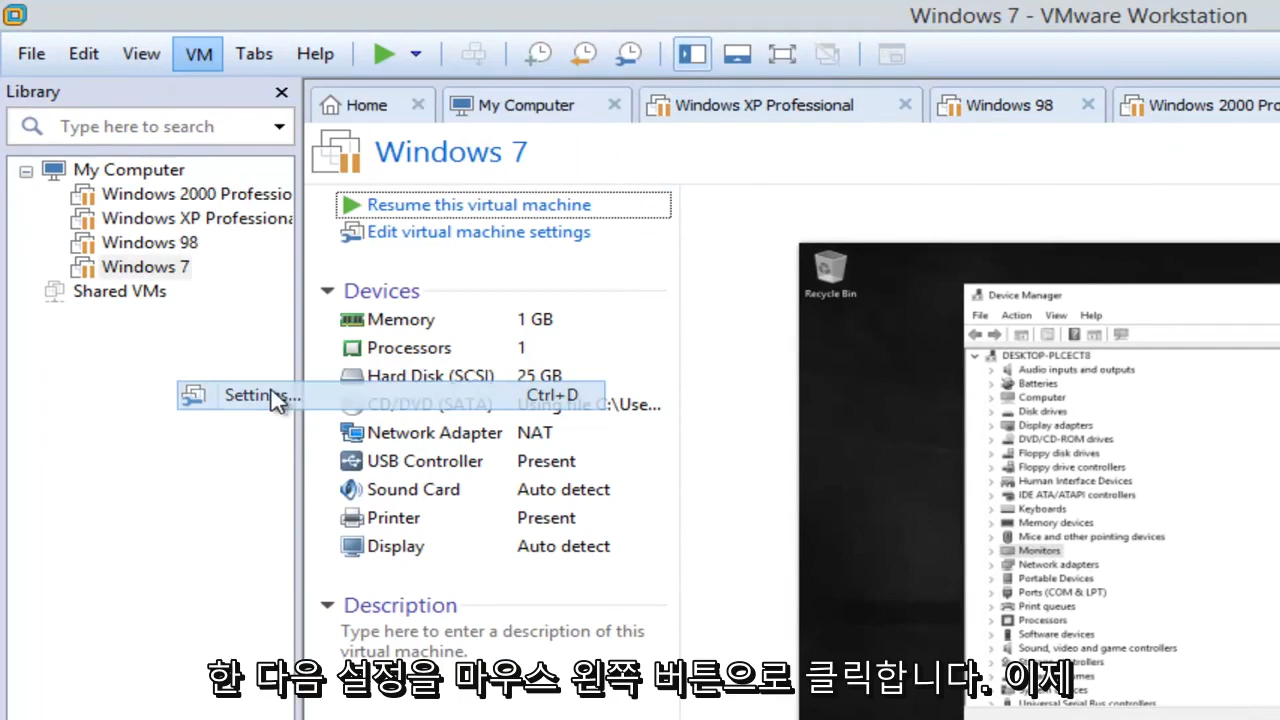 Windows 7 - VMware Workstation
File Edit View VM Tabs Help
Library
Home My Computer Windows XP Professional Windows 98 Windows 2000 Pro
Type here to search
Windows 7
My Computer
Windows 2000 Professio
Windows XP Professiona
Windows 98
Windows 7
Shared VMs
Resume this virtual machine
Edit virtual machine settings
Devices
Memory 1 GB
Processors 1
Hard Disk (SCSI) 25 GB
Settings... Ctrl+D
CD/DVD (SATA) Using file C:\Use...
Network Adapter NAT
USB Controller Present
Sound Card Auto detect
Printer Present
Display Auto detect
Description
Type here to enter a description of this
virtual machine.
Recycle Bin
Device Manager
File Action View Help
DESKTOP-PLCECT8
Audio inputs and outputs
Batteries
Computer
Disk drives
Display adapters
DVD/CD-ROM drives
Floppy disk drives
Floppy drive controllers
Human Interface Devices
IDE ATA/ATAPI controllers
Keyboards
Memory devices
Mice and other pointing devices
Monitors
Network adapters
Portable Devices
Ports (COM & LPT)
Print queues
Processors
Software devices
Sound, video and game controllers
Universal Serial Bus controllers
한 다음 설정을 마우스 왼쪽 버튼으로 클릭합니다. 이제